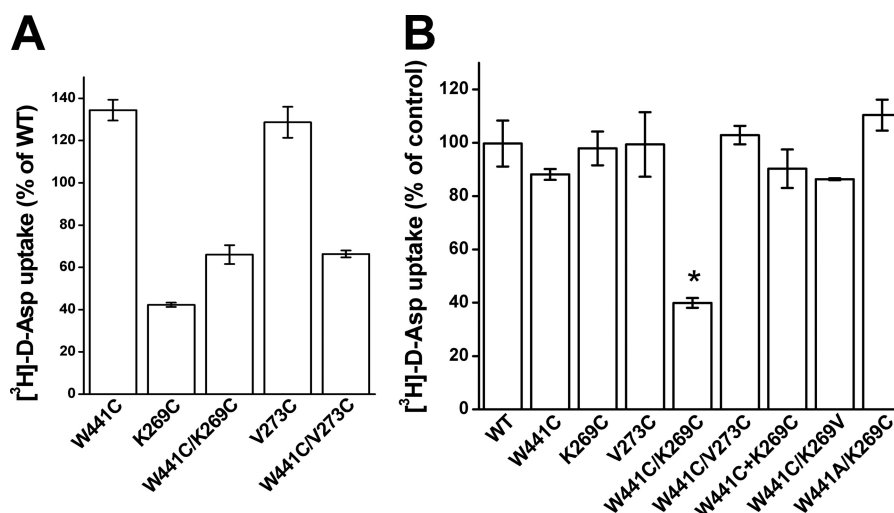 A
[³H]-D-Asp uptake (% of WT)
140
120
100
80
60
40
20
0
W441C
K269C
W441C/K269C
V273C
W441C/V273C
B
[³H]-D-Asp uptake (% of control)
120
100
80
60
40
20
0
*
WT
W441C
K269C
V273C
W441C/K269C
W441C/V273C
W441C+K269C
W441C/K269V
W441A/K269C